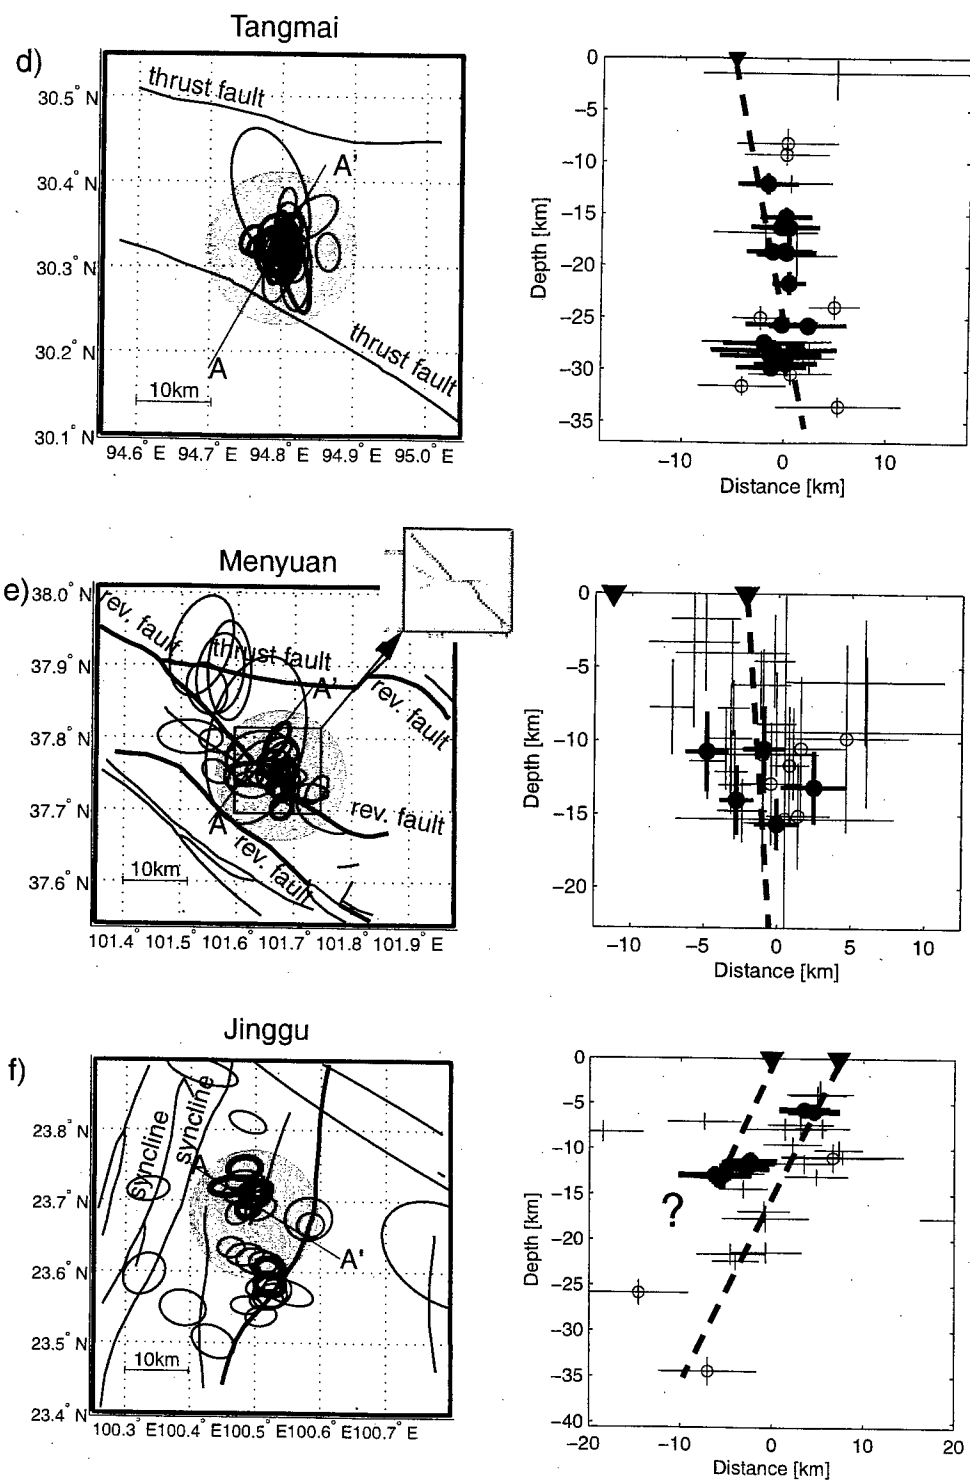 Tangmai
d)
thrust fault
30.5° N
30.4° N
30.3° N
30.2° N
30.1° N
A'
A
thrust fault
10km
94.6° E 94.7° E 94.8° E 94.9° E 95.0° E
0
−5
−10
−15
−20
−25
−30
−35
Depth [km]
−10 0 10
Distance [km]
Menyuan
e)
38.0° N
37.9° N
37.8° N
37.7° N
37.6° N
rev. fault
thrust fault
A'
rev. fault
A
rev. fault
rev. fault
10km
101.4° E 101.5° E 101.6° E 101.7° E 101.8° E 101.9° E
0
−5
−10
−15
−20
Depth [km]
−10 −5 0 5 10
Distance [km]
Jinggu
f)
23.8° N
23.7° N
23.6° N
23.5° N
23.4° N
syncline
syncline
A
A'
10km
100.3° E100.4° E100.5° E100.6° E100.7° E
0
−5
−10
−15
−20
−25
−30
−35
−40
Depth [km]
?
−20 −10 0 10 20
Distance [km]